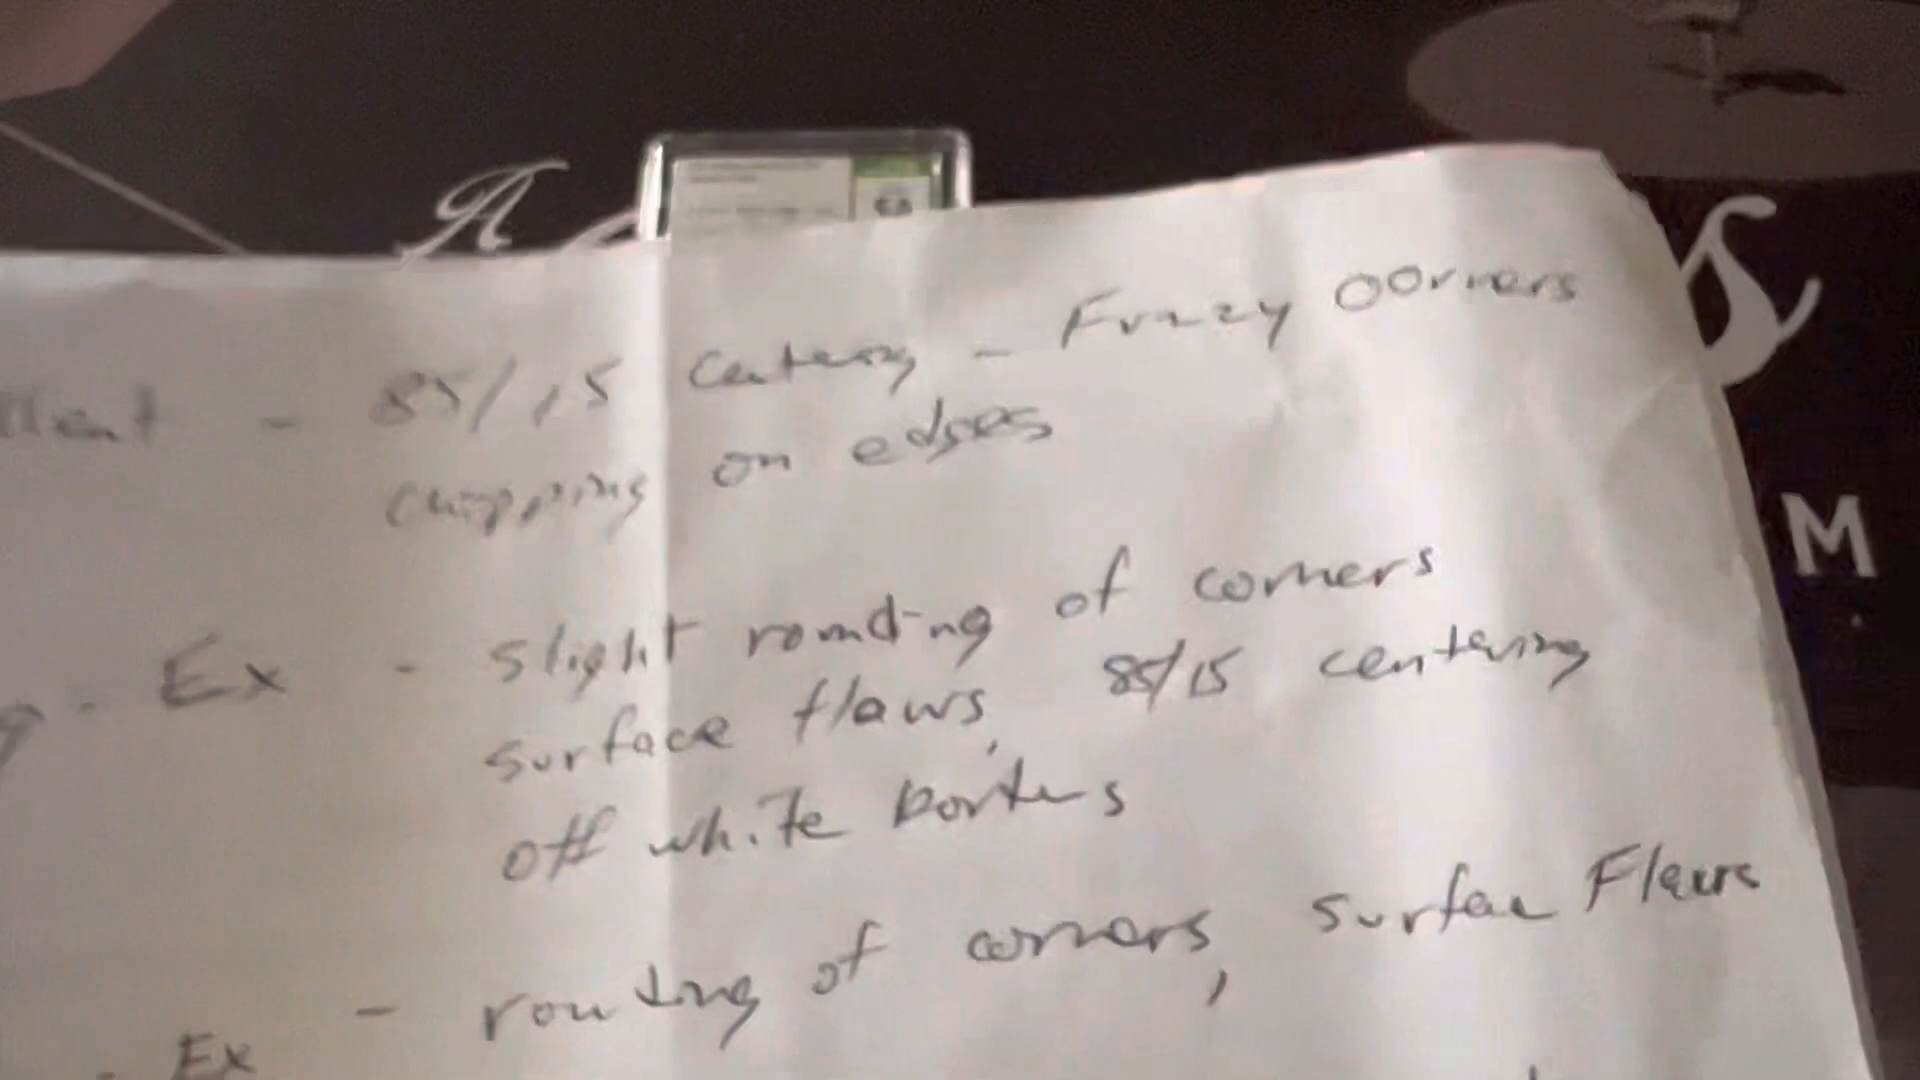 A
S
M
llent - 85/15 Centering - Fuzzy corners
chipping on edges
- Ex - slight rounding of corners
surface flaws, 85/15 centering
off white borders
- Ex - rounding of corners, surface Flaws